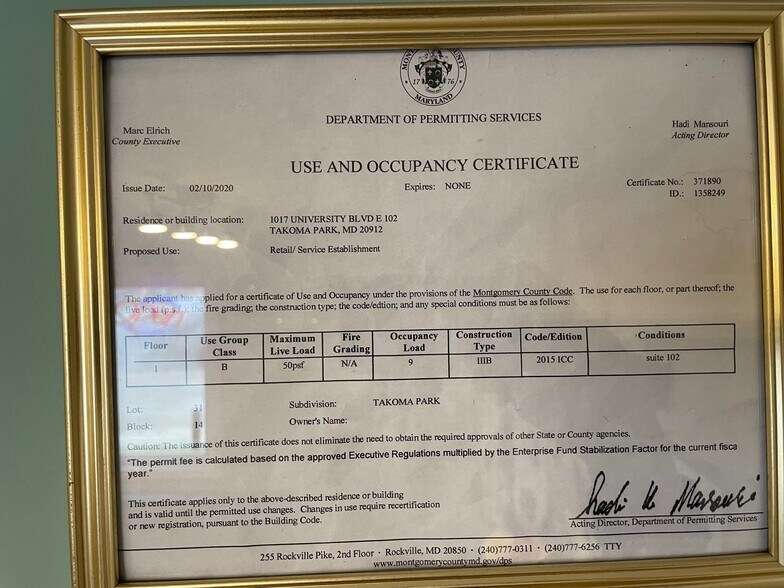 MONTGOMERY COUNTY
17 76
MARYLAND
DEPARTMENT OF PERMITTING SERVICES
Marc Elrich
County Executive
Hadi Mansouri
Acting Director
USE AND OCCUPANCY CERTIFICATE
Issue Date: 02/10/2020
Expires: NONE
Certificate No.: 371890
ID.: 1358249
Residence or building location: 1017 UNIVERSITY BLVD E 102
TAKOMA PARK, MD 20912
Proposed Use: Retail/ Service Establishment
The applicant has applied for a certificate of Use and Occupancy under the provisions of the Montgomery County Code. The use for each floor, or part thereof; the
live load (p.s.f.); the fire grading; the construction type; the code/edtion; and any special conditions must be as follows:
Floor Use Group Class Maximum Live Load Fire Grading Occupancy Load Construction Type Code/Edition Conditions
1 B 50psf N/A 9 IIIB 2015 ICC suite 102
Lot: 31
Subdivision: TAKOMA PARK
Block: 14
Owner's Name:
Caution: The issuance of this certificate does not eliminate the need to obtain the required approvals of other State or County agencies.
"The permit fee is calculated based on the approved Executive Regulations multiplied by the Enterprise Fund Stabilization Factor for the current fisca
year."
This certificate applies only to the above-described residence or building
and is valid until the permitted use changes. Changes in use require recertification
or new registration, pursuant to the Building Code.
Hadi Mansouri
Acting Director, Department of Permitting Services
255 Rockville Pike, 2nd Floor · Rockville, MD 20850 · (240)777-0311 · (240)777-6256 TTY
www.montgomerycountymd.gov/dps